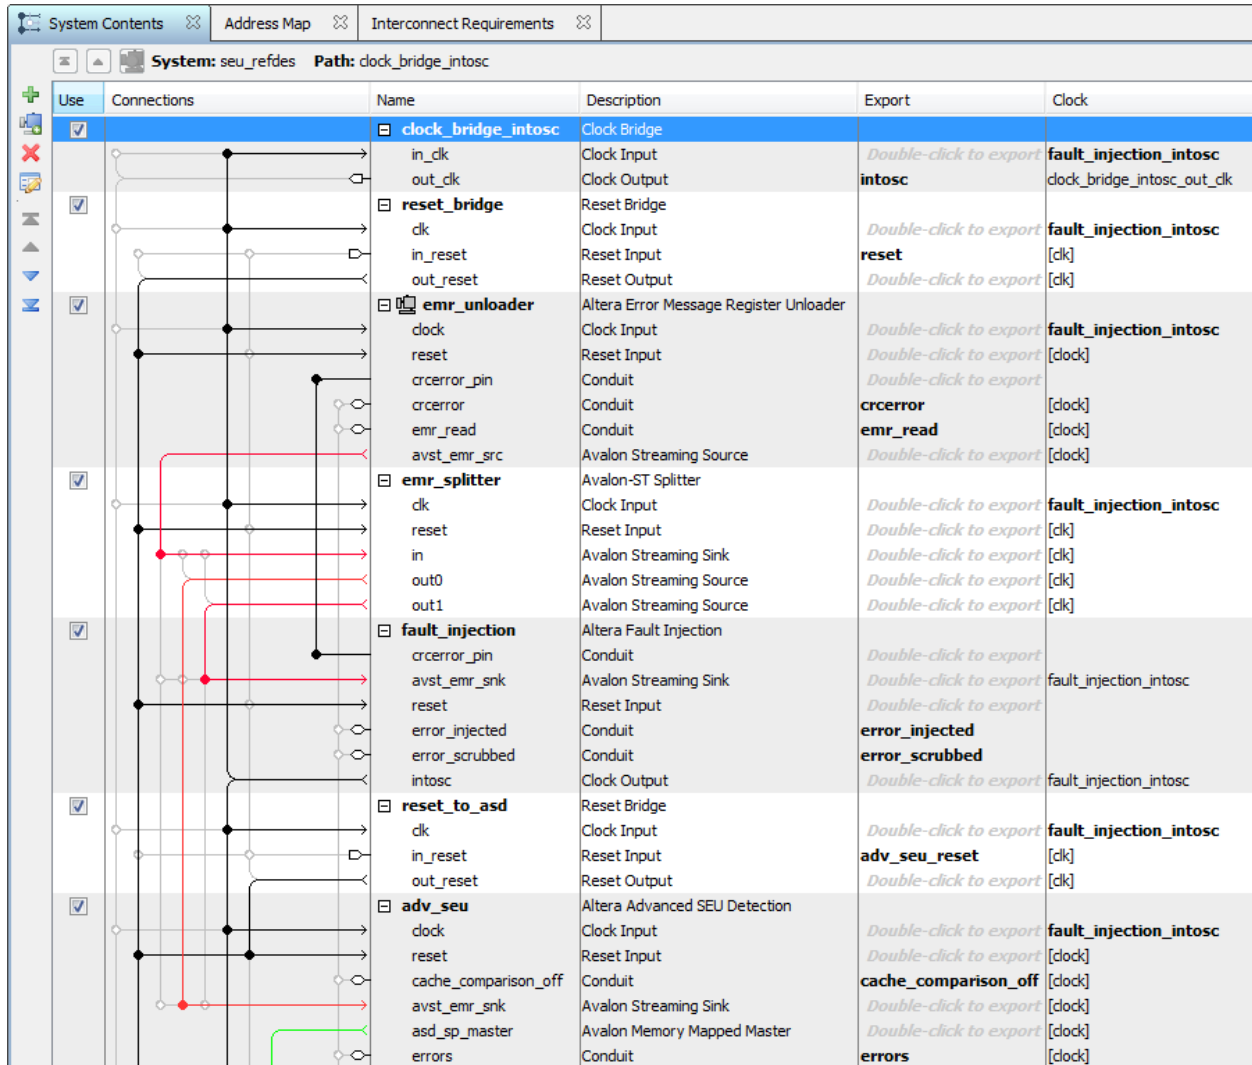 System Contents Address Map Interconnect Requirements
System: seu_refdes Path: clock_bridge_intosc
Use Connections Name Description Export Clock
clock_bridge_intosc Clock Bridge
in_clk Clock Input Double-click to export fault_injection_intosc
out_clk Clock Output intosc clock_bridge_intosc_out_clk
reset_bridge Reset Bridge
clk Clock Input Double-click to export fault_injection_intosc
in_reset Reset Input reset [clk]
out_reset Reset Output Double-click to export [clk]
emr_unloader Altera Error Message Register Unloader
clock Clock Input Double-click to export fault_injection_intosc
reset Reset Input Double-click to export [clock]
crcerror_pin Conduit Double-click to export
crcerror Conduit crcerror [clock]
emr_read Conduit emr_read [clock]
avst_emr_src Avalon Streaming Source Double-click to export [clock]
emr_splitter Avalon-ST Splitter
clk Clock Input Double-click to export fault_injection_intosc
reset Reset Input Double-click to export [clk]
in Avalon Streaming Sink Double-click to export [clk]
out0 Avalon Streaming Source Double-click to export [clk]
out1 Avalon Streaming Source Double-click to export [clk]
fault_injection Altera Fault Injection
crcerror_pin Conduit Double-click to export
avst_emr_snk Avalon Streaming Sink Double-click to export fault_injection_intosc
reset Reset Input Double-click to export
error_injected Conduit error_injected
error_scrubbed Conduit error_scrubbed
intosc Clock Output Double-click to export fault_injection_intosc
reset_to_asd Reset Bridge
clk Clock Input Double-click to export fault_injection_intosc
in_reset Reset Input adv_seu_reset [clk]
out_reset Reset Output Double-click to export [clk]
adv_seu Altera Advanced SEU Detection
clock Clock Input Double-click to export fault_injection_intosc
reset Reset Input Double-click to export [clock]
cache_comparison_off Conduit cache_comparison_off [clock]
avst_emr_snk Avalon Streaming Sink Double-click to export [clock]
asd_sp_master Avalon Memory Mapped Master Double-click to export [clock]
errors Conduit errors [clock]